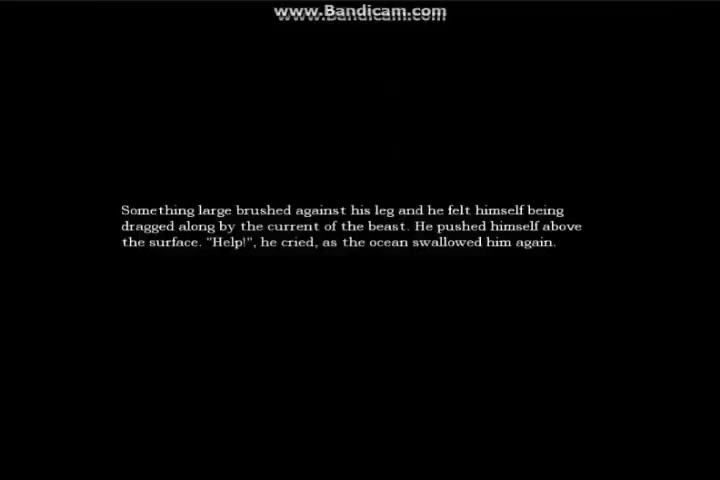 www.Bandicam.com
Something large brushed against his leg and he felt himself being
dragged along by the current of the beast. He pushed himself above
the surface. "Help!", he cried, as the ocean swallowed him again.